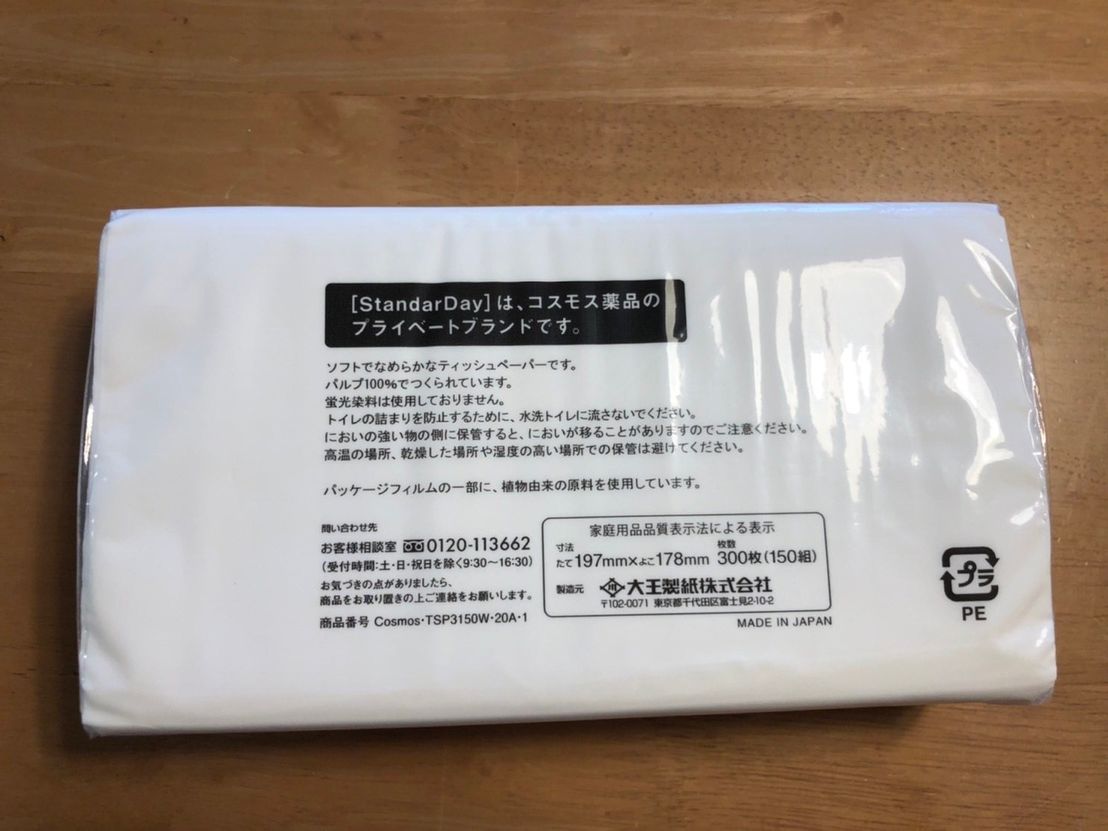 [StandarDay]は、コスモス薬品の
プライベートブランドです。
ソフトでなめらかなティッシュペーパーです。
パルプ100%でつくられています。
蛍光染料は使用しておりません。
トイレの詰まりを防止するために、水洗トイレに流さないでください。
においの強い物の側に保管すると、においが移ることがありますのでご注意ください。
高温の場所、乾燥した場所や湿度の高い場所での保管は避けてください。
パッケージフィルムの一部に、植物由来の原料を使用しています。
問い合わせ先
お客様相談室 0120-113662
(受付時間:土・日・祝日を除く9:30〜16:30)
お気づきの点がありましたら、
商品をお取り置きの上ご連絡をお願いします。
商品番号 Cosmos・TSP3150W・20A・1
家庭用品品質表示法による表示
寸法 枚数
たて197mm×よこ178mm 300枚(150組)
製造元 大王製紙株式会社
〒102-0071 東京都千代田区富士見2-10-2
MADE IN JAPAN
プラ
PE